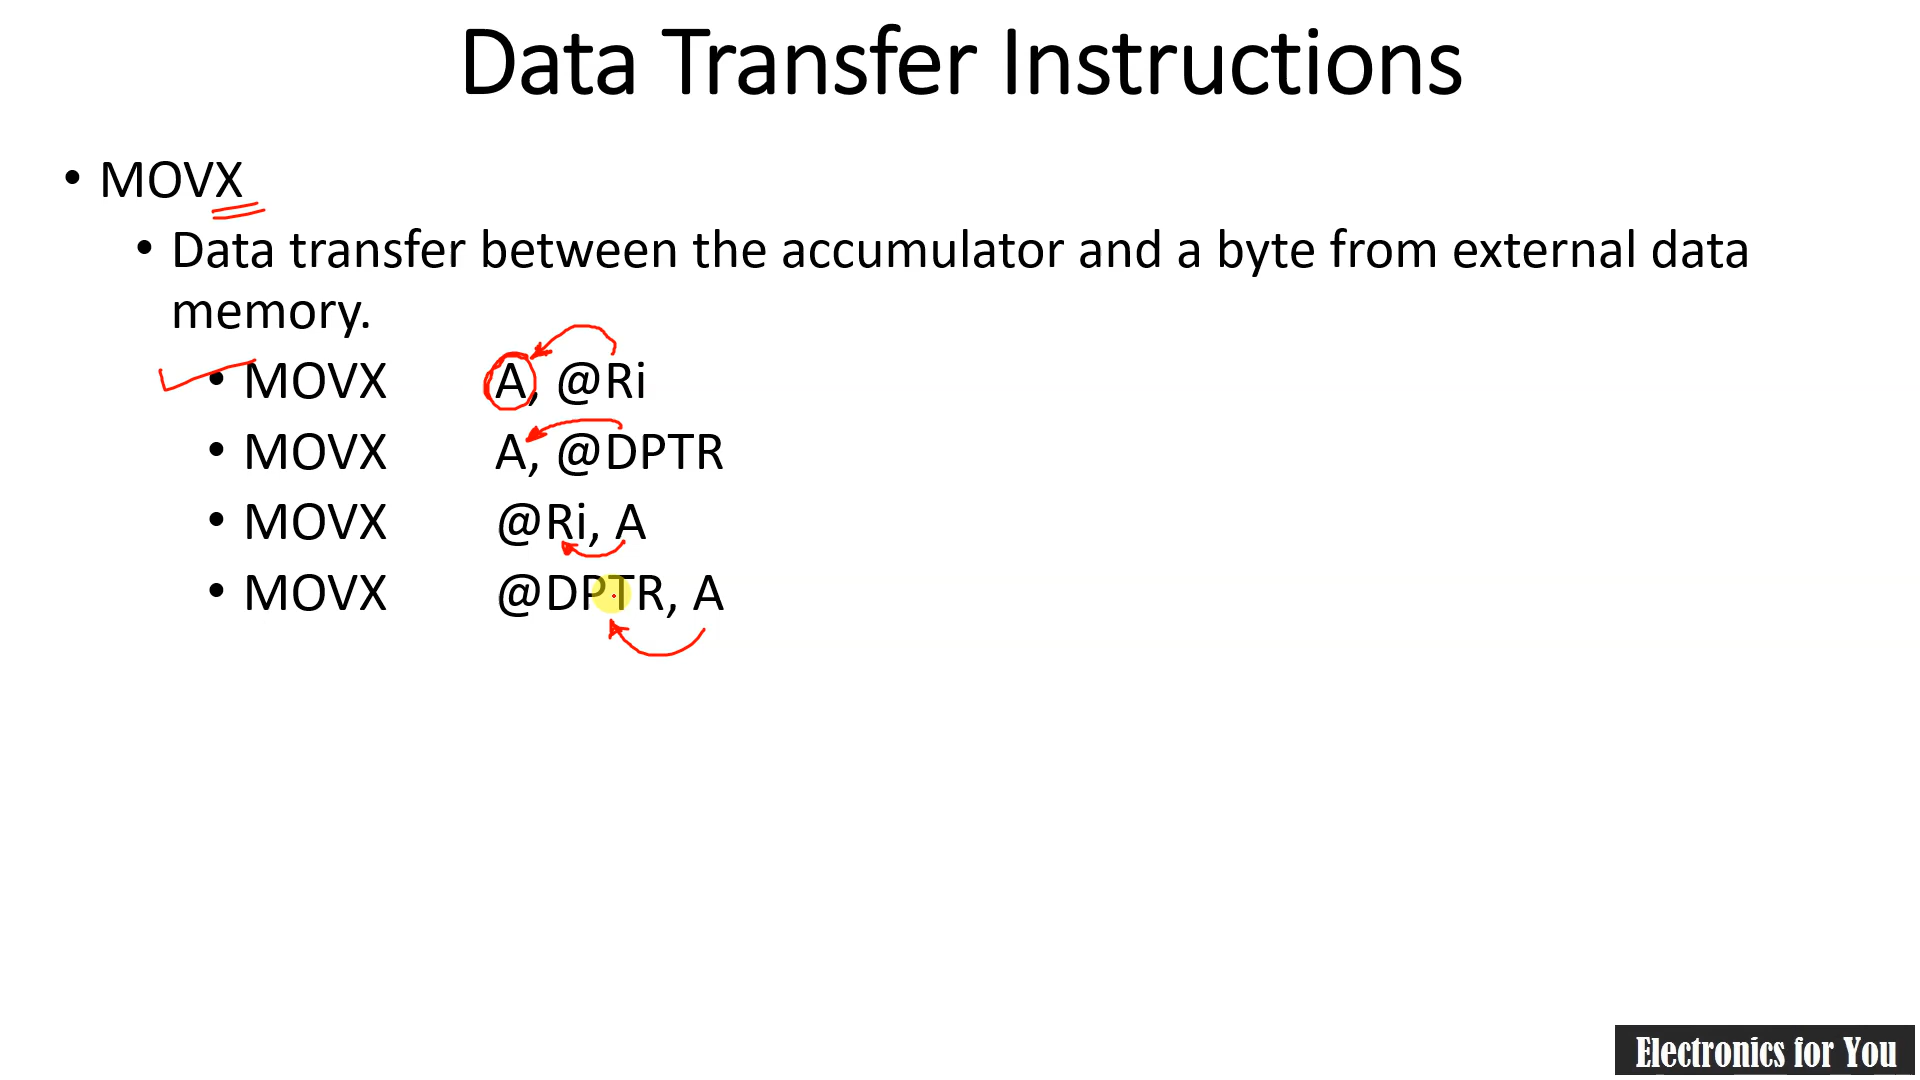 Data Transfer Instructions
• MOVX
• Data transfer between the accumulator and a byte from external data
memory.
• MOVX A, @Ri
• MOVX A, @DPTR
• MOVX @Ri, A
• MOVX @DPTR, A
Electronics for You